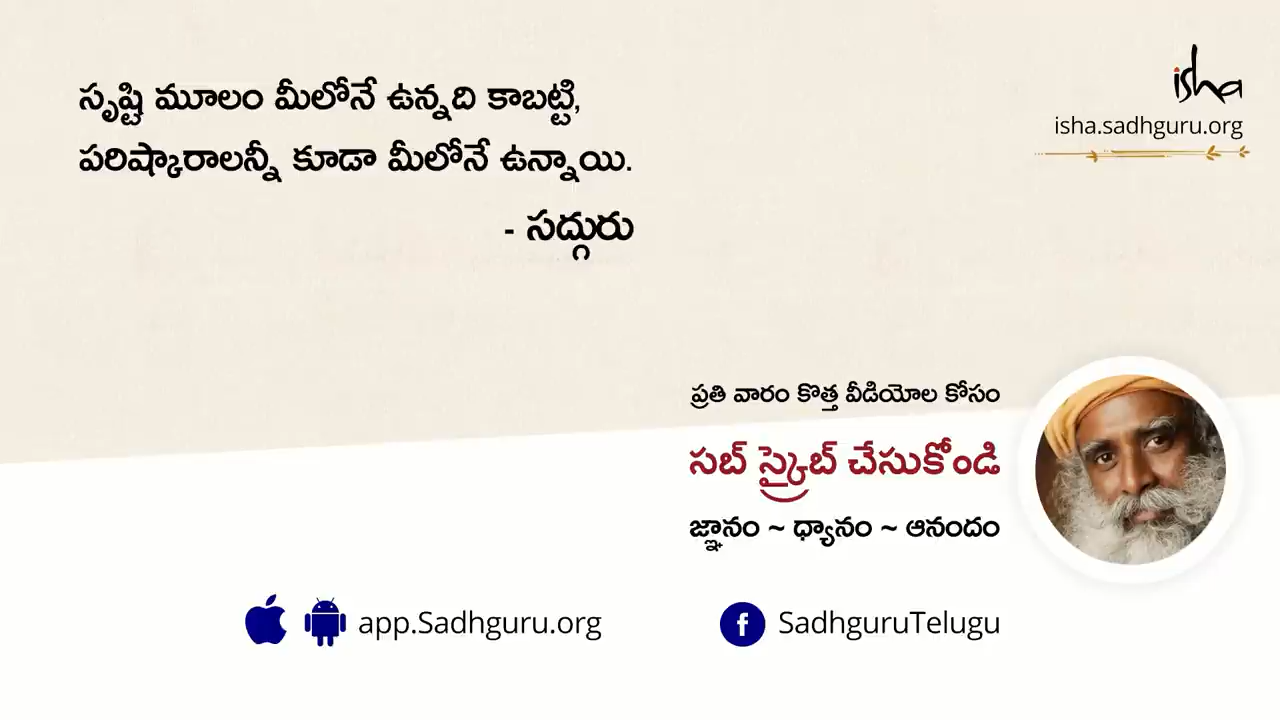 సృష్టి మూలం మీలోనే ఉన్నది కాబట్టి,
పరిష్కారాలన్నీ కూడా మీలోనే ఉన్నాయి.
- సద్గురు
isha
isha.sadhguru.org
ప్రతి వారం కొత్త వీడియోల కోసం
సబ్ స్క్రైబ్ చేసుకోండి
జ్ఞానం ~ ధ్యానం ~ ఆనందం
app.Sadhguru.org
SadhguruTelugu